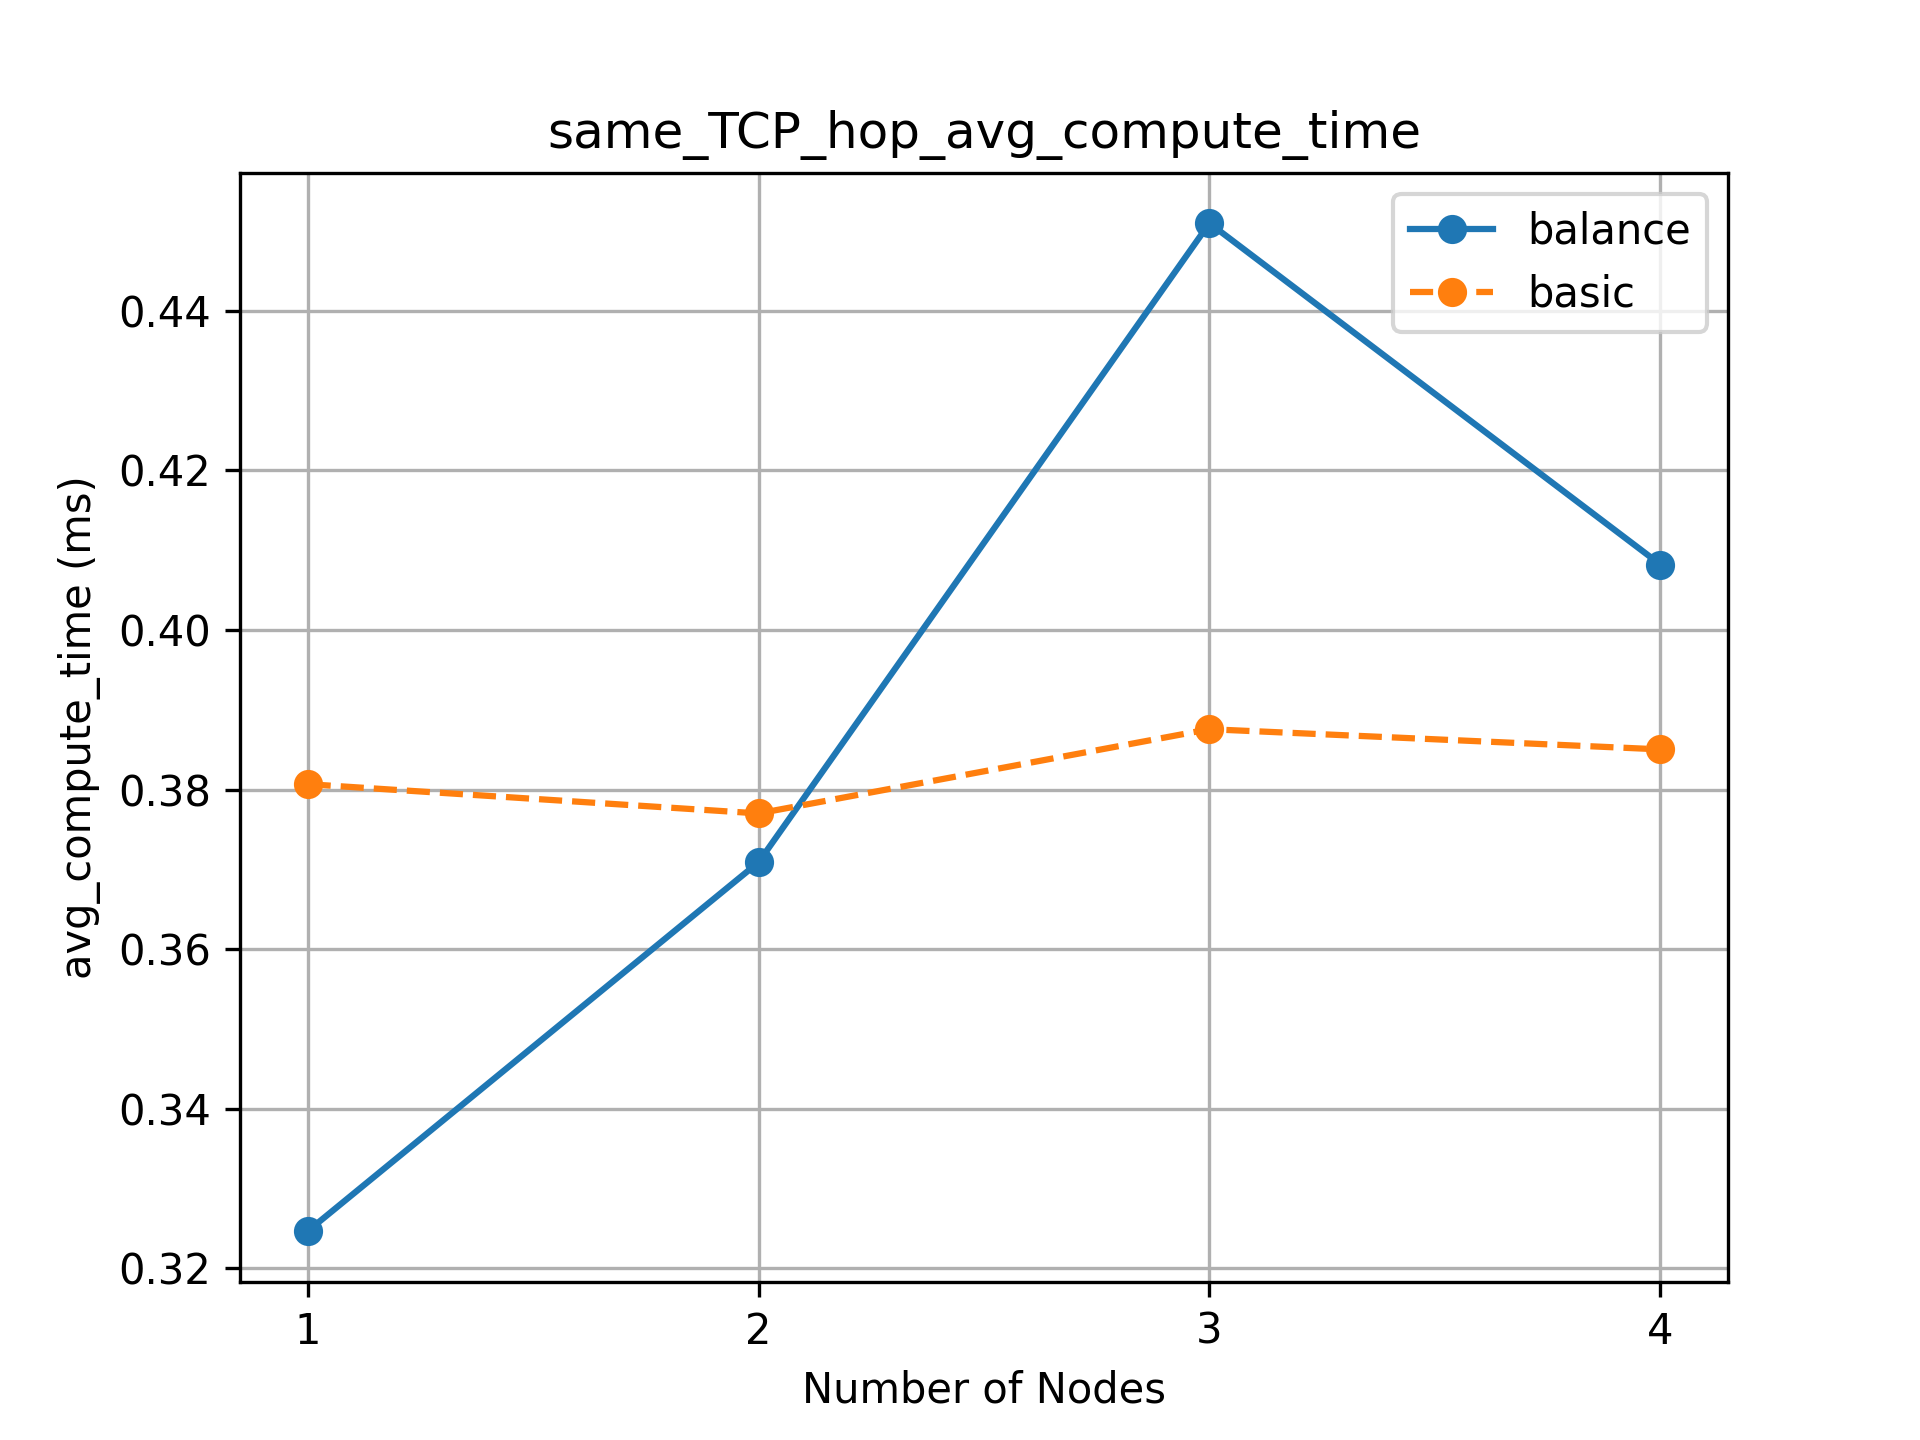 same_TCP_hop_avg_compute_time
balance
basic
avg_compute_time (ms)
0.44
0.42
0.40
0.38
0.36
0.34
0.32
1 2 3 4
Number of Nodes